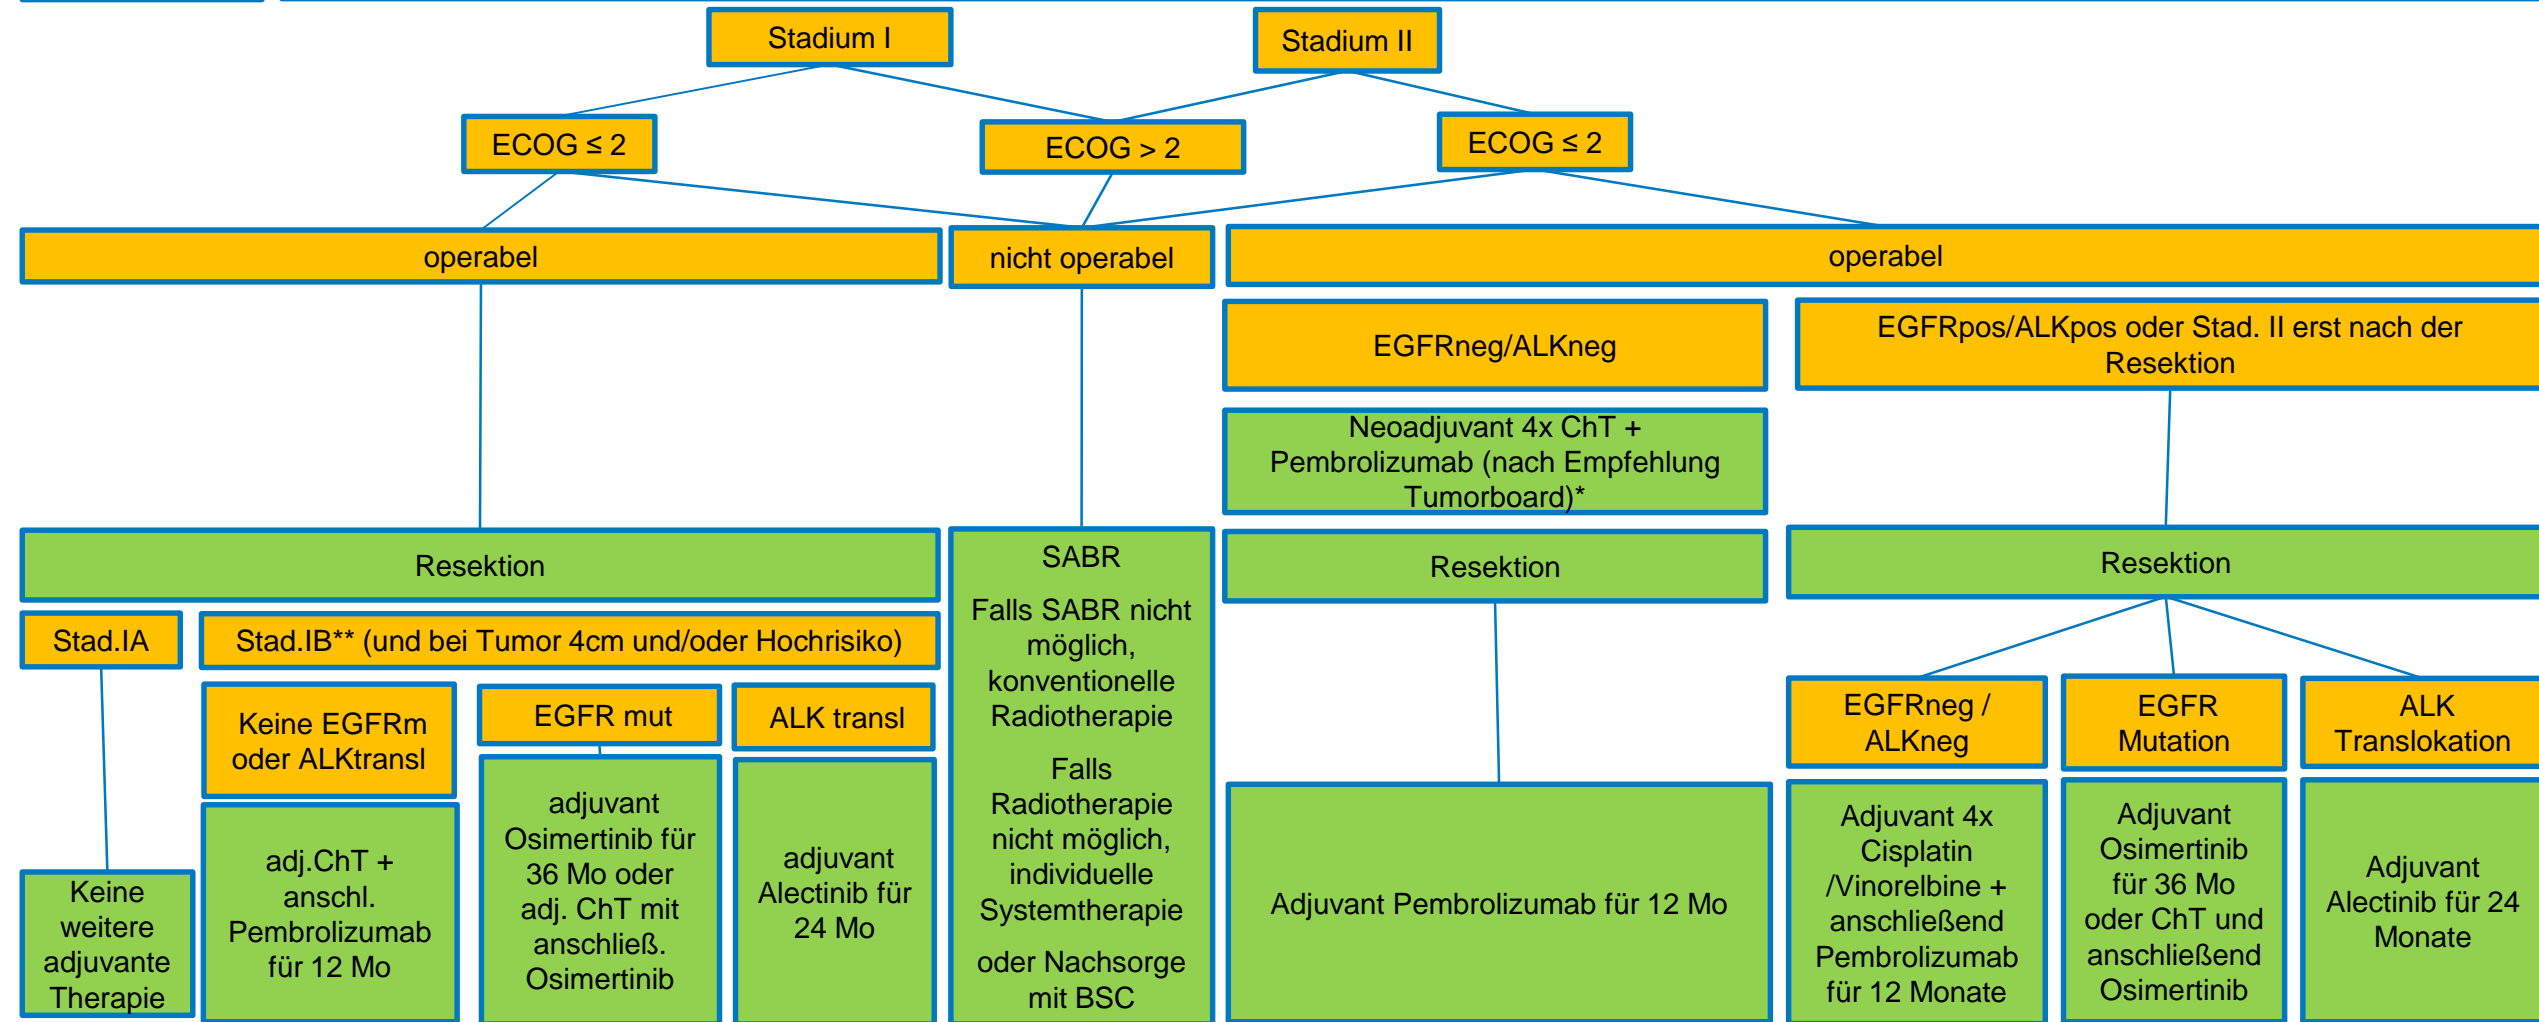 Stadium I
Stadium II
ECOG ≤ 2
ECOG > 2
ECOG ≤ 2
operabel
nicht operabel
operabel
EGFRneg/ALKneg
EGFRpos/ALKpos oder Stad. II erst nach der
Resektion
Neoadjuvant 4x ChT +
Pembrolizumab (nach Empfehlung
Tumorboard)*
Resektion
SABR
Falls SABR nicht
möglich,
konventionelle
Radiotherapie
Falls
Radiotherapie
nicht möglich,
individuelle
Systemtherapie
oder Nachsorge
mit BSC
Resektion
Resektion
Stad.IA
Stad.IB** (und bei Tumor 4cm und/oder Hochrisiko)
Keine EGFRm
oder ALKtransl
EGFR mut
ALK transl
EGFRneg /
ALKneg
EGFR
Mutation
ALK
Translokation
Keine
weitere
adjuvante
Therapie
adj.ChT +
anschl.
Pembrolizumab
für 12 Mo
adjuvant
Osimertinib für
36 Mo oder
adj. ChT mit
anschließ.
Osimertinib
adjuvant
Alectinib für
24 Mo
Adjuvant Pembrolizumab für 12 Mo
Adjuvant 4x
Cisplatin
/Vinorelbine +
anschließend
Pembrolizumab
für 12 Monate
Adjuvant
Osimertinib
für 36 Mo
oder ChT und
anschließend
Osimertinib
Adjuvant
Alectinib für 24
Monate